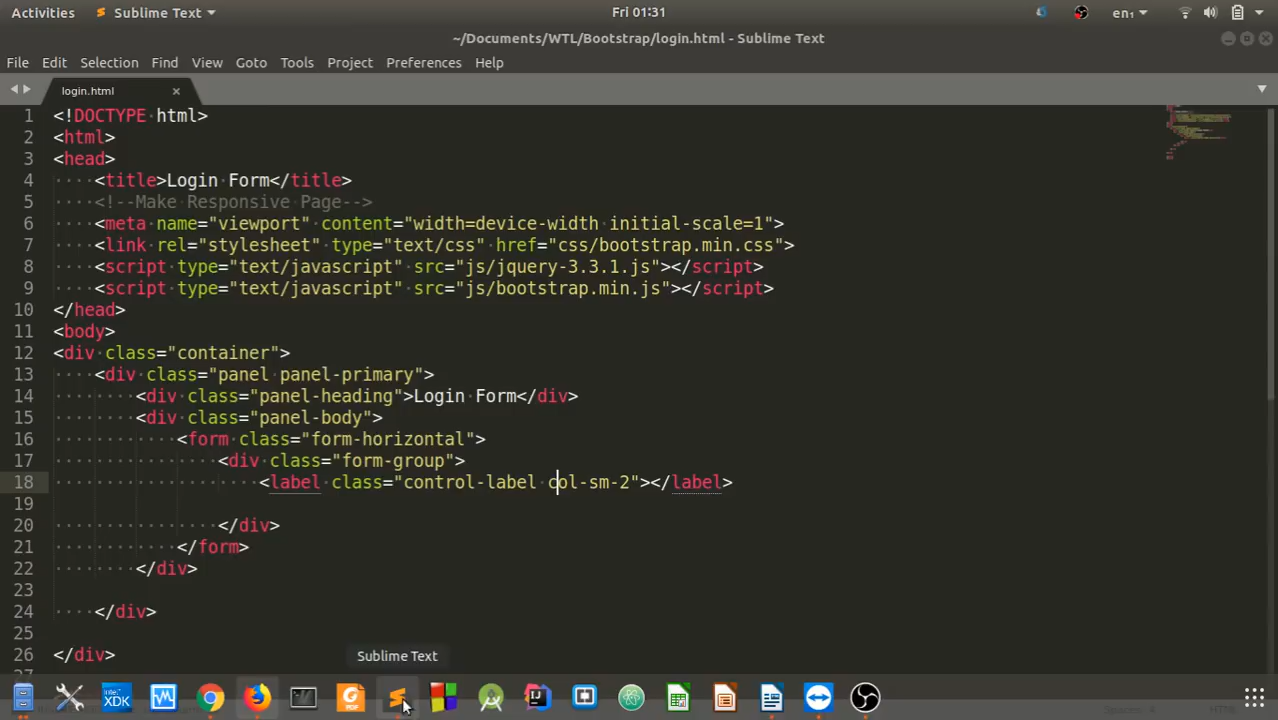 Activities Sublime Text Fri 01:31 en₁
~/Documents/WTL/Bootstrap/login.html - Sublime Text
File Edit Selection Find View Goto Tools Project Preferences Help
login.html ×
1 <!DOCTYPE html>
2 <html>
3 <head>
4 <title>Login Form</title>
5 <!--Make Responsive Page-->
6 <meta name="viewport" content="width=device-width initial-scale=1">
7 <link rel="stylesheet" type="text/css" href="css/bootstrap.min.css">
8 <script type="text/javascript" src="js/jquery-3.3.1.js"></script>
9 <script type="text/javascript" src="js/bootstrap.min.js"></script>
10 </head>
11 <body>
12 <div class="container">
13 <div class="panel panel-primary">
14 <div class="panel-heading">Login Form</div>
15 <div class="panel-body">
16 <form class="form-horizontal">
17 <div class="form-group">
18 <label class="control-label col-sm-2"></label>
19
20 </div>
21 </form>
22 </div>
23
24 </div>
25
26 </div>
27
Sublime Text
intel XDK
PDF